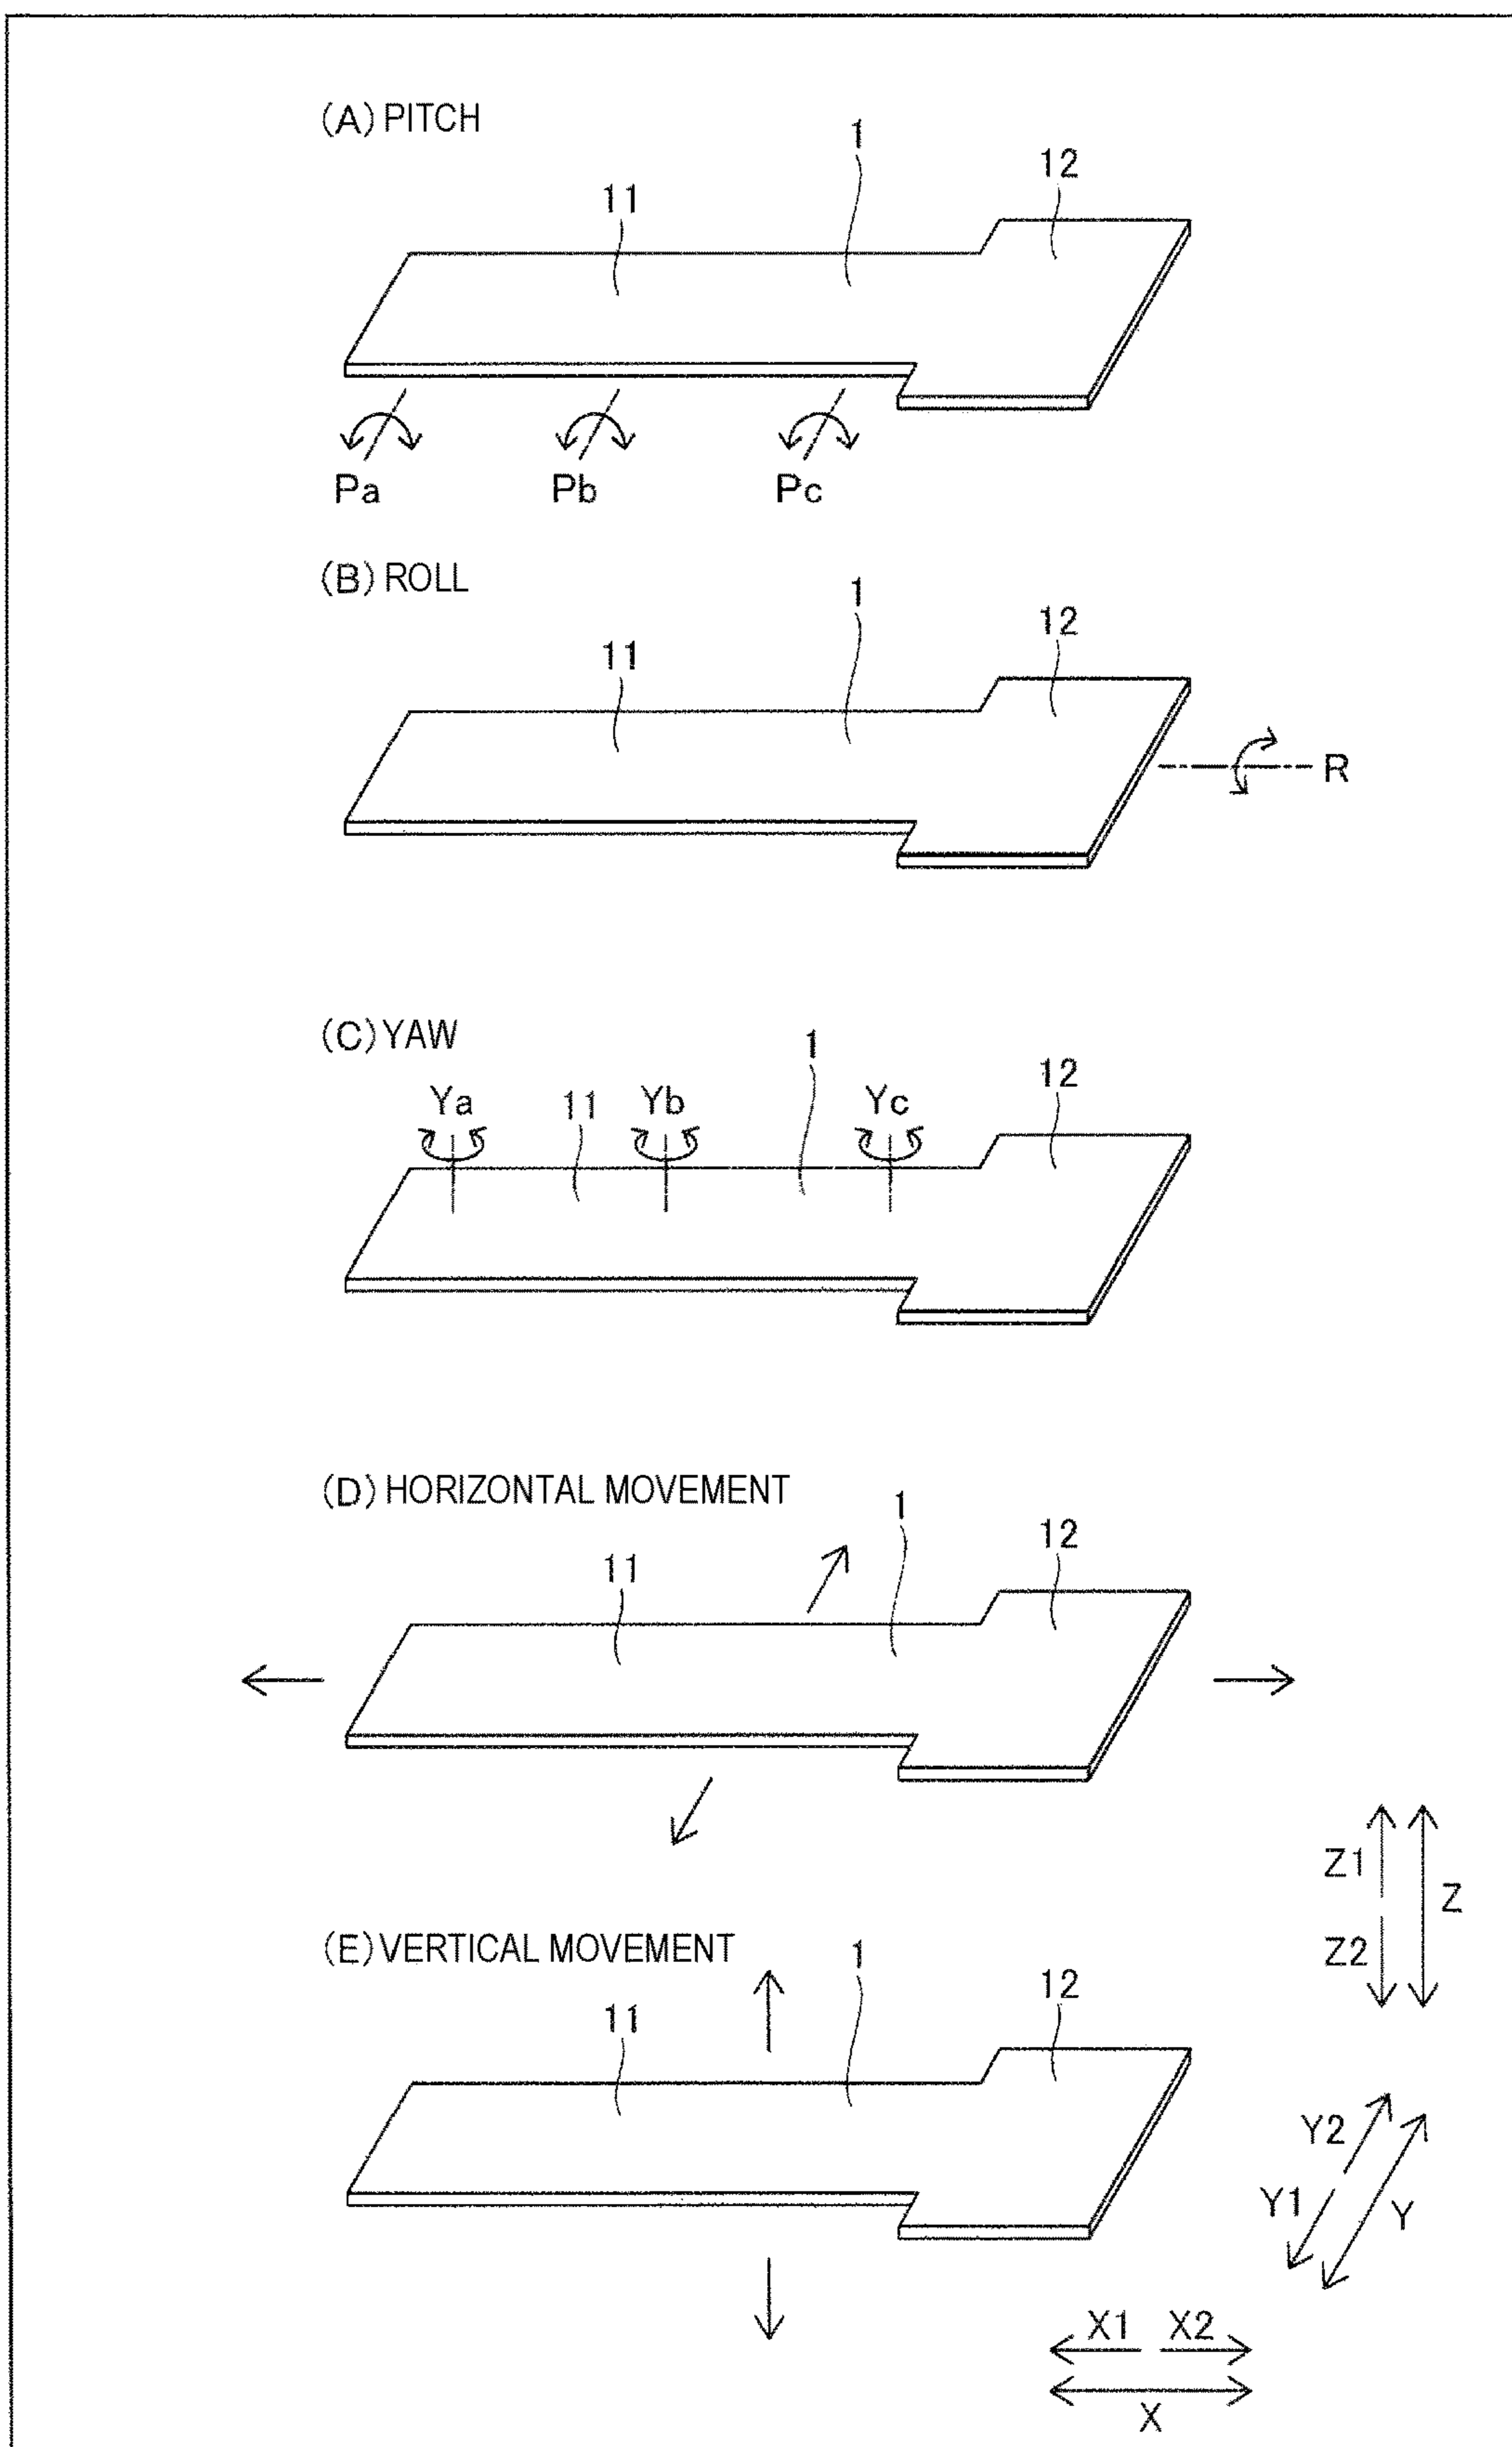 (A) PITCH
1
12
11
Pa Pb Pc
(B) ROLL
1
12
11
R
(C) YAW
1
12
Ya 11 Yb Yc
(D) HORIZONTAL MOVEMENT
1
12
11
Z1
Z
Z2
(E) VERTICAL MOVEMENT
1
12
11
Y2
Y1 Y
X1 X2
X